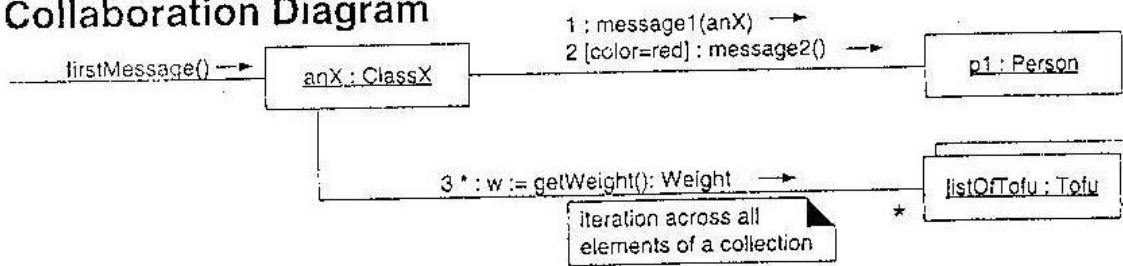 Collaboration Diagram
firstMessage()
anX : ClassX
1 : message1(anX)
2 [color=red] : message2()
p1 : Person
3 * : w := getWeight(): Weight
*
listOfTofu : Tofu
iteration across all
elements of a collection